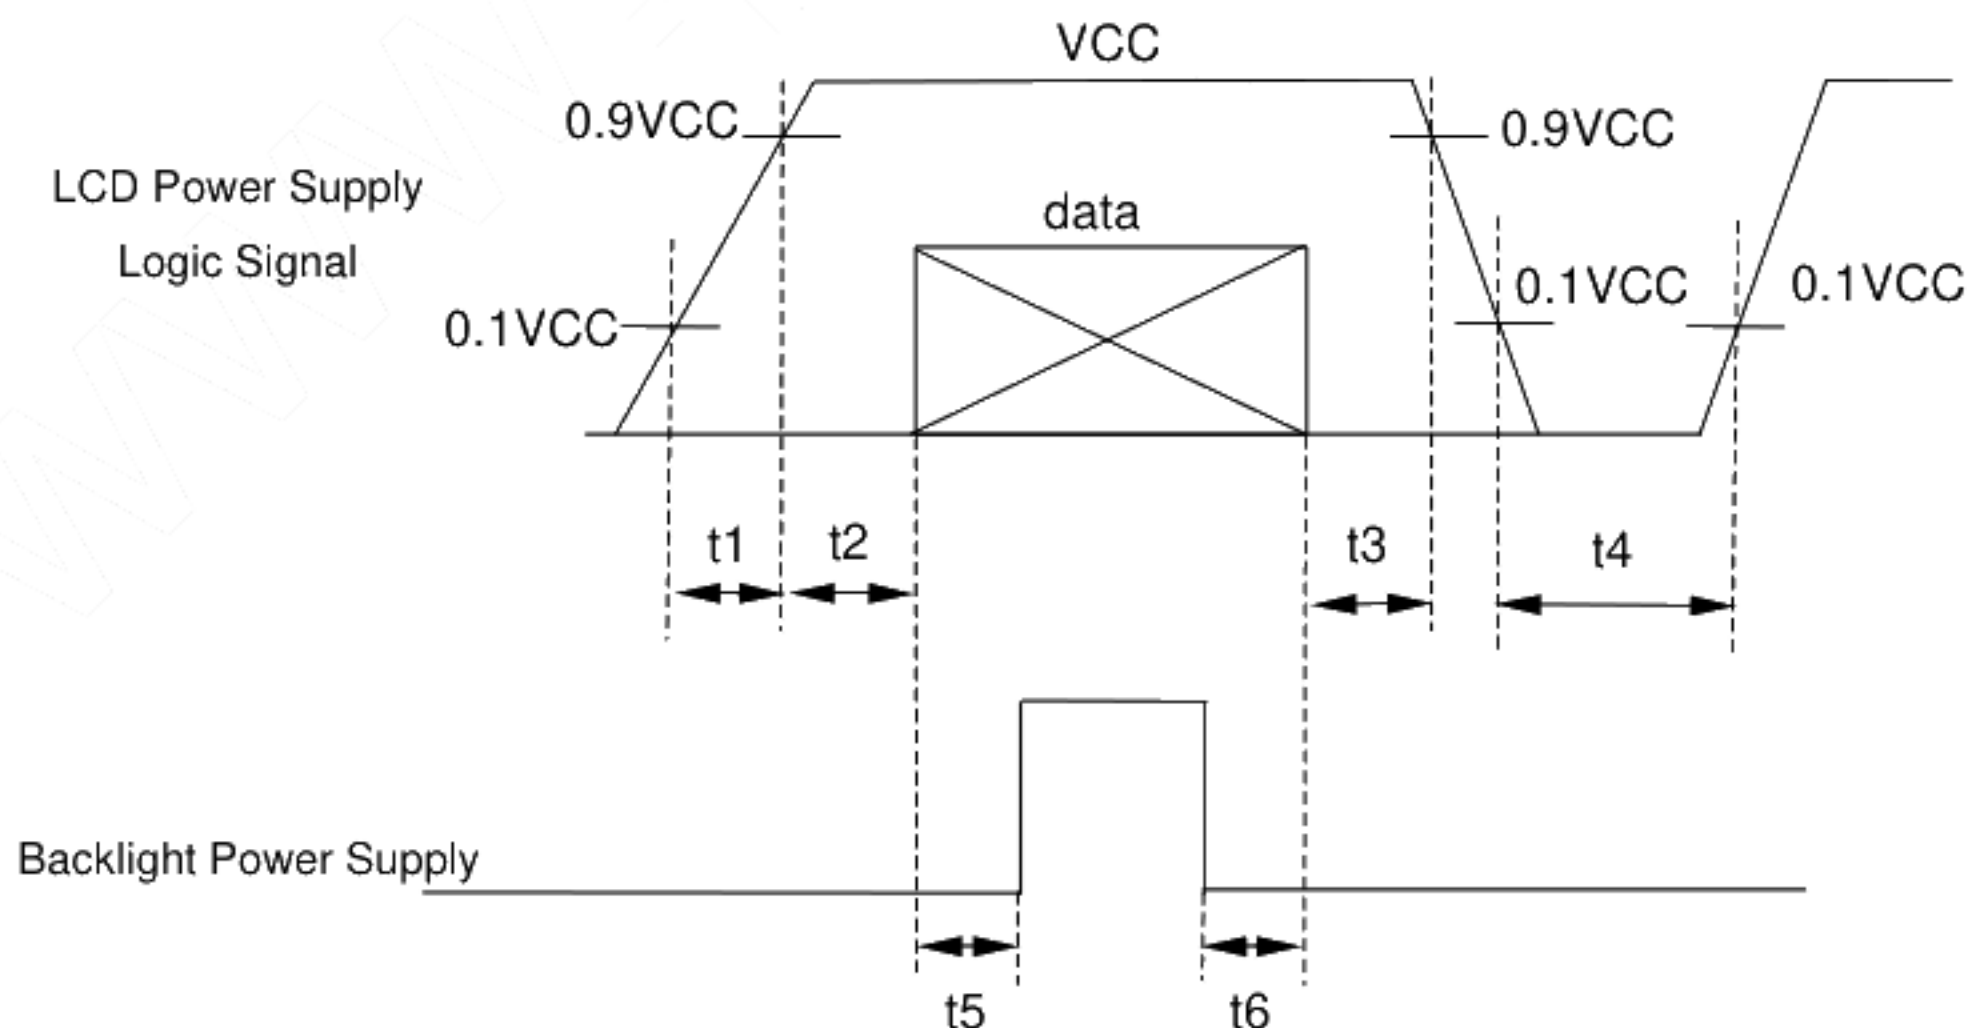 VCC
0.9VCC
0.9VCC
LCD Power Supply
data
Logic Signal
0.1VCC
0.1VCC
0.1VCC
t1
t2
t3
t4
Backlight Power Supply
t5
t6